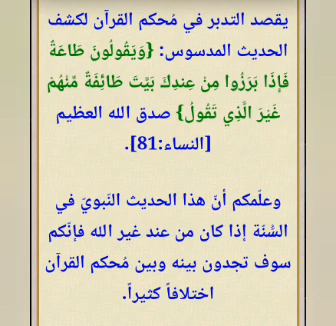 يقصد التدبر في مُحكم القرآن لكشف
الحديث المدسوس: {وَيَقُولُونَ طَاعَةٌ
فَإِذَا بَرَزُوا مِنْ عِندِكَ بَيَّتَ طَائِفَةٌ مِّنْهُمْ
غَيْرَ الَّذِي تَقُولُ} صدق الله العظيم
[النساء:81].
وعلّمكم أنّ هذا الحديث النّبويّ في
السُّنّة إذا كان من عند غير الله فإنّكم
سوف تجدون بينه وبين مُحكم القرآن
اختلافاً كثيراً.